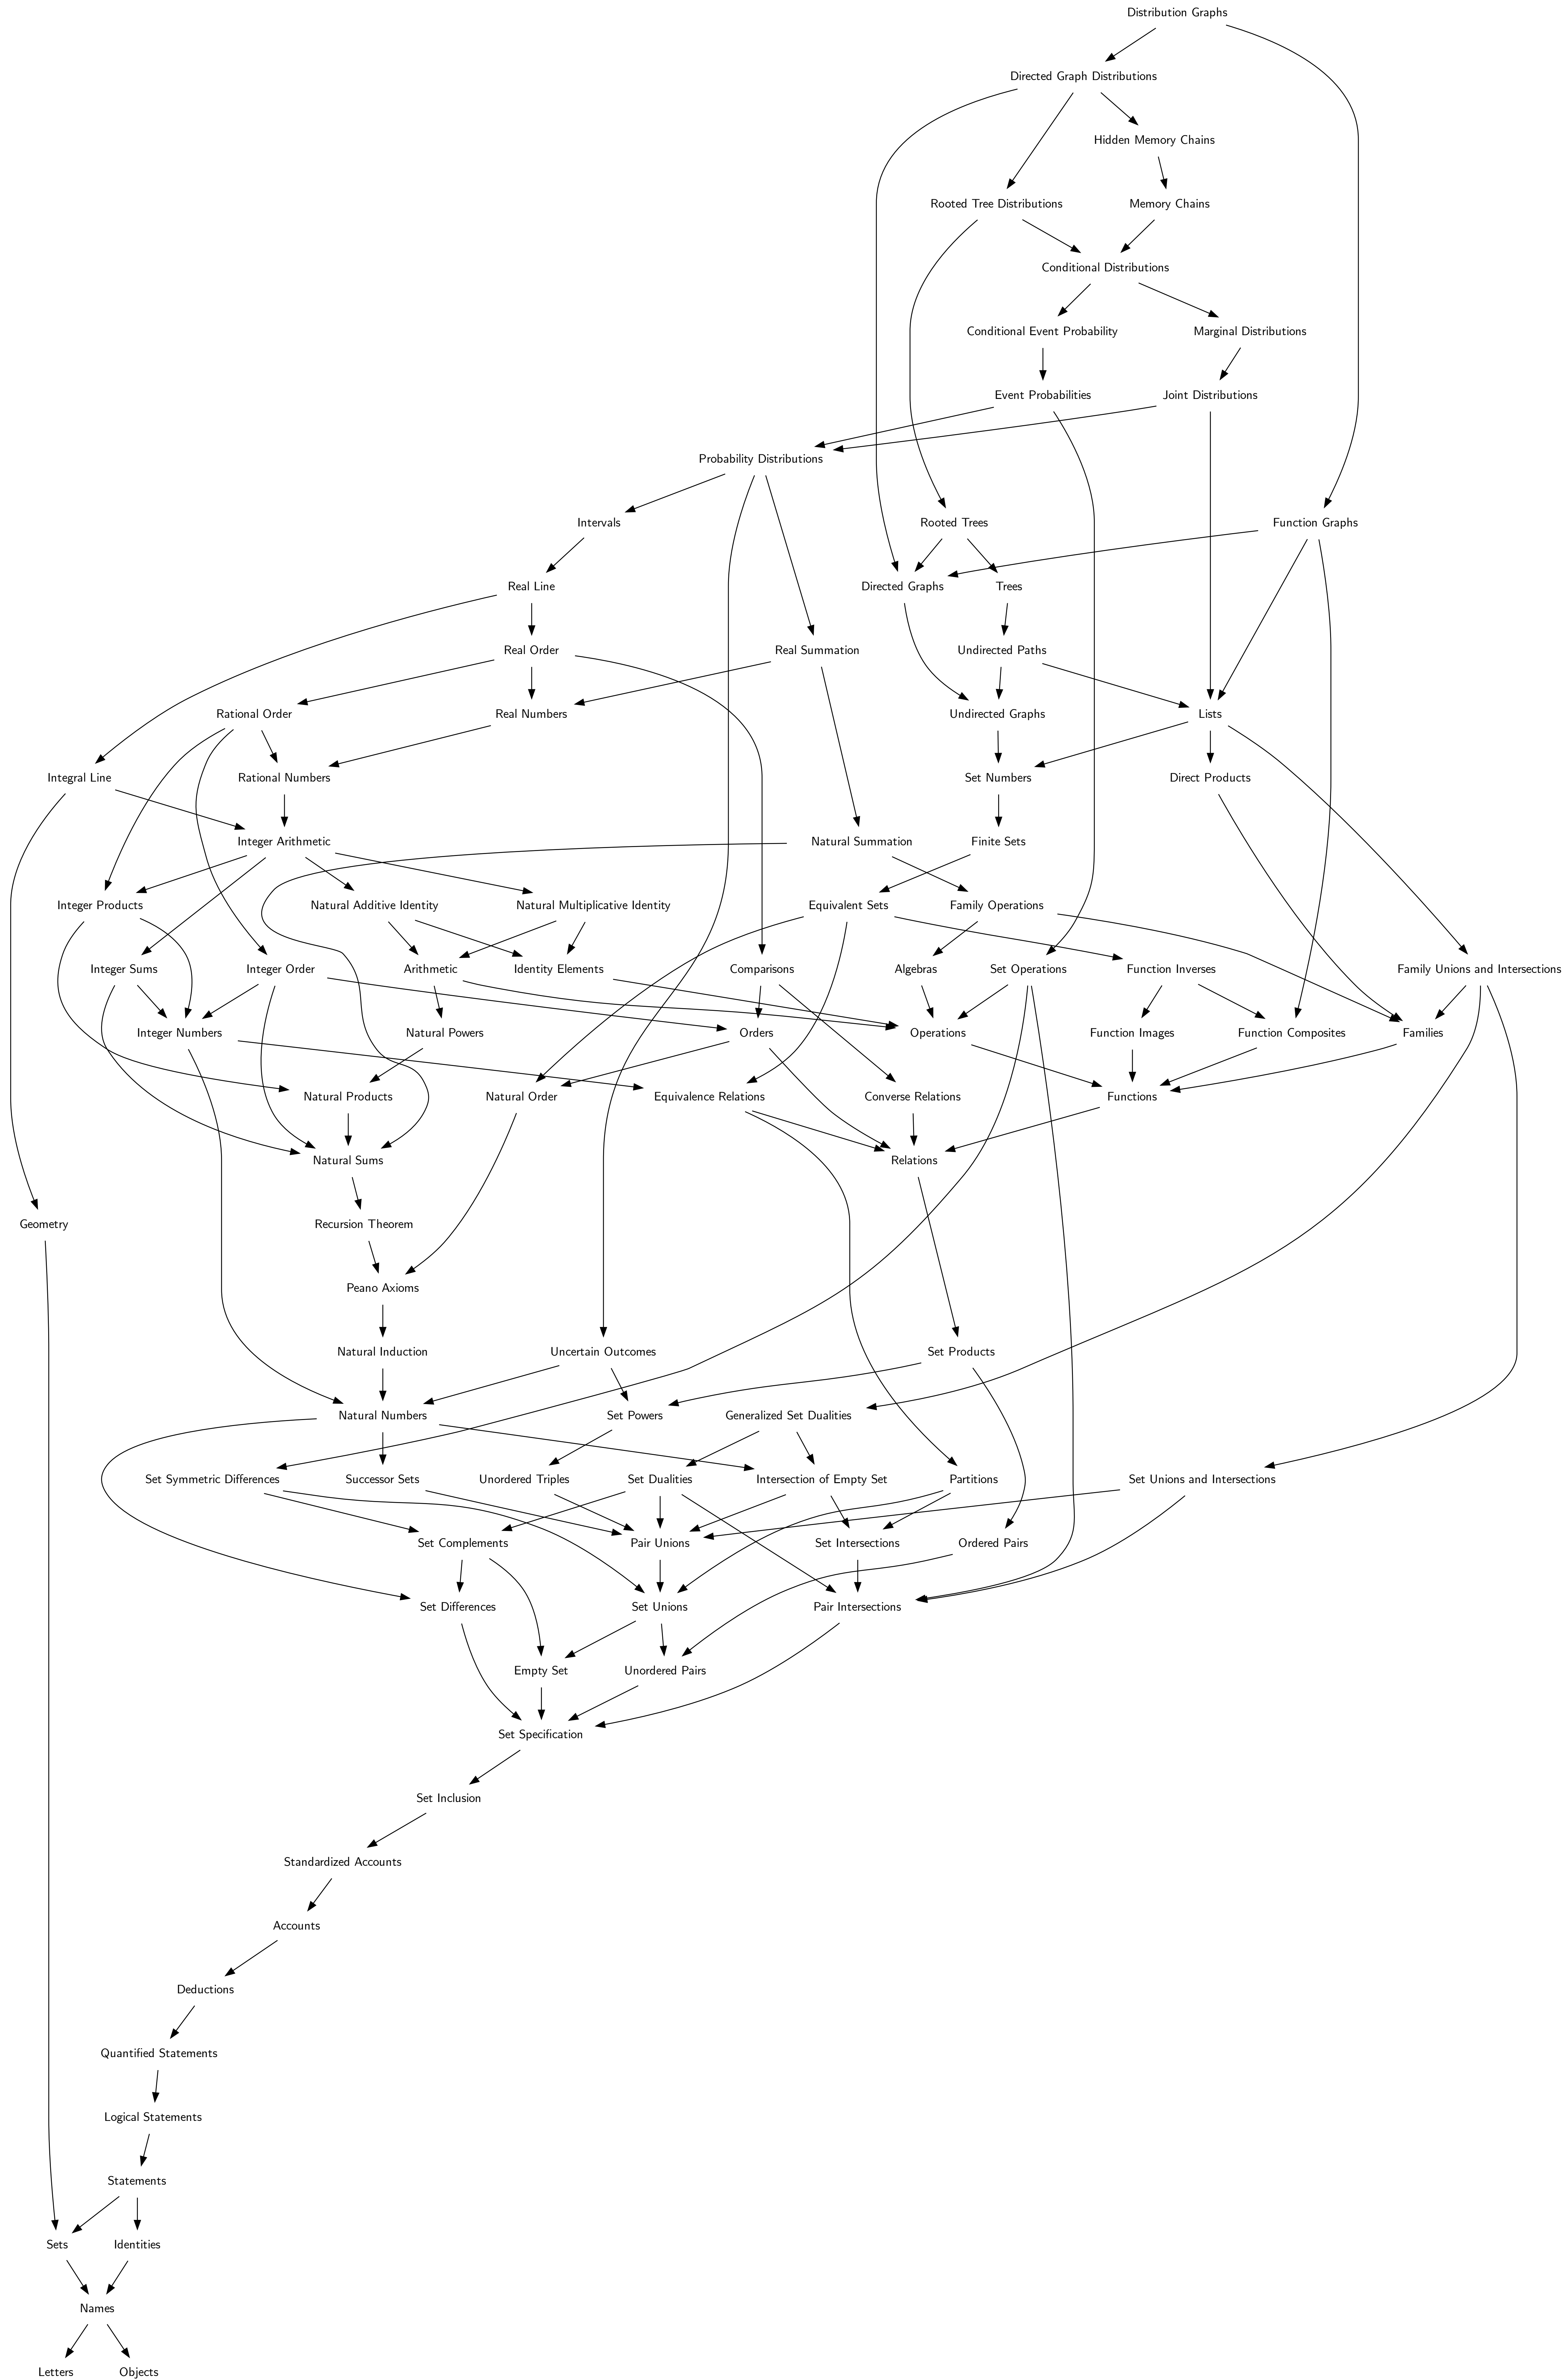 Distribution Graphs
Directed Graph Distributions
Hidden Memory Chains
Rooted Tree Distributions
Memory Chains
Conditional Distributions
Conditional Event Probability
Marginal Distributions
Event Probabilities
Joint Distributions
Probability Distributions
Intervals
Rooted Trees
Function Graphs
Real Line
Directed Graphs
Trees
Real Order
Real Summation
Undirected Paths
Rational Order
Real Numbers
Undirected Graphs
Lists
Integral Line
Rational Numbers
Set Numbers
Direct Products
Integer Arithmetic
Natural Summation
Finite Sets
Integer Products
Natural Additive Identity
Natural Multiplicative Identity
Equivalent Sets
Family Operations
Integer Sums
Integer Order
Arithmetic
Identity Elements
Comparisons
Algebras
Set Operations
Function Inverses
Family Unions and Intersections
Integer Numbers
Natural Powers
Orders
Operations
Function Images
Function Composites
Families
Natural Products
Natural Order
Equivalence Relations
Converse Relations
Functions
Natural Sums
Relations
Geometry
Recursion Theorem
Peano Axioms
Natural Induction
Uncertain Outcomes
Set Products
Natural Numbers
Set Powers
Generalized Set Dualities
Set Symmetric Differences
Successor Sets
Unordered Triples
Set Dualities
Intersection of Empty Set
Partitions
Set Unions and Intersections
Set Complements
Pair Unions
Set Intersections
Ordered Pairs
Set Differences
Set Unions
Pair Intersections
Empty Set
Unordered Pairs
Set Specification
Set Inclusion
Standardized Accounts
Accounts
Deductions
Quantified Statements
Logical Statements
Statements
Sets
Identities
Names
Letters
Objects